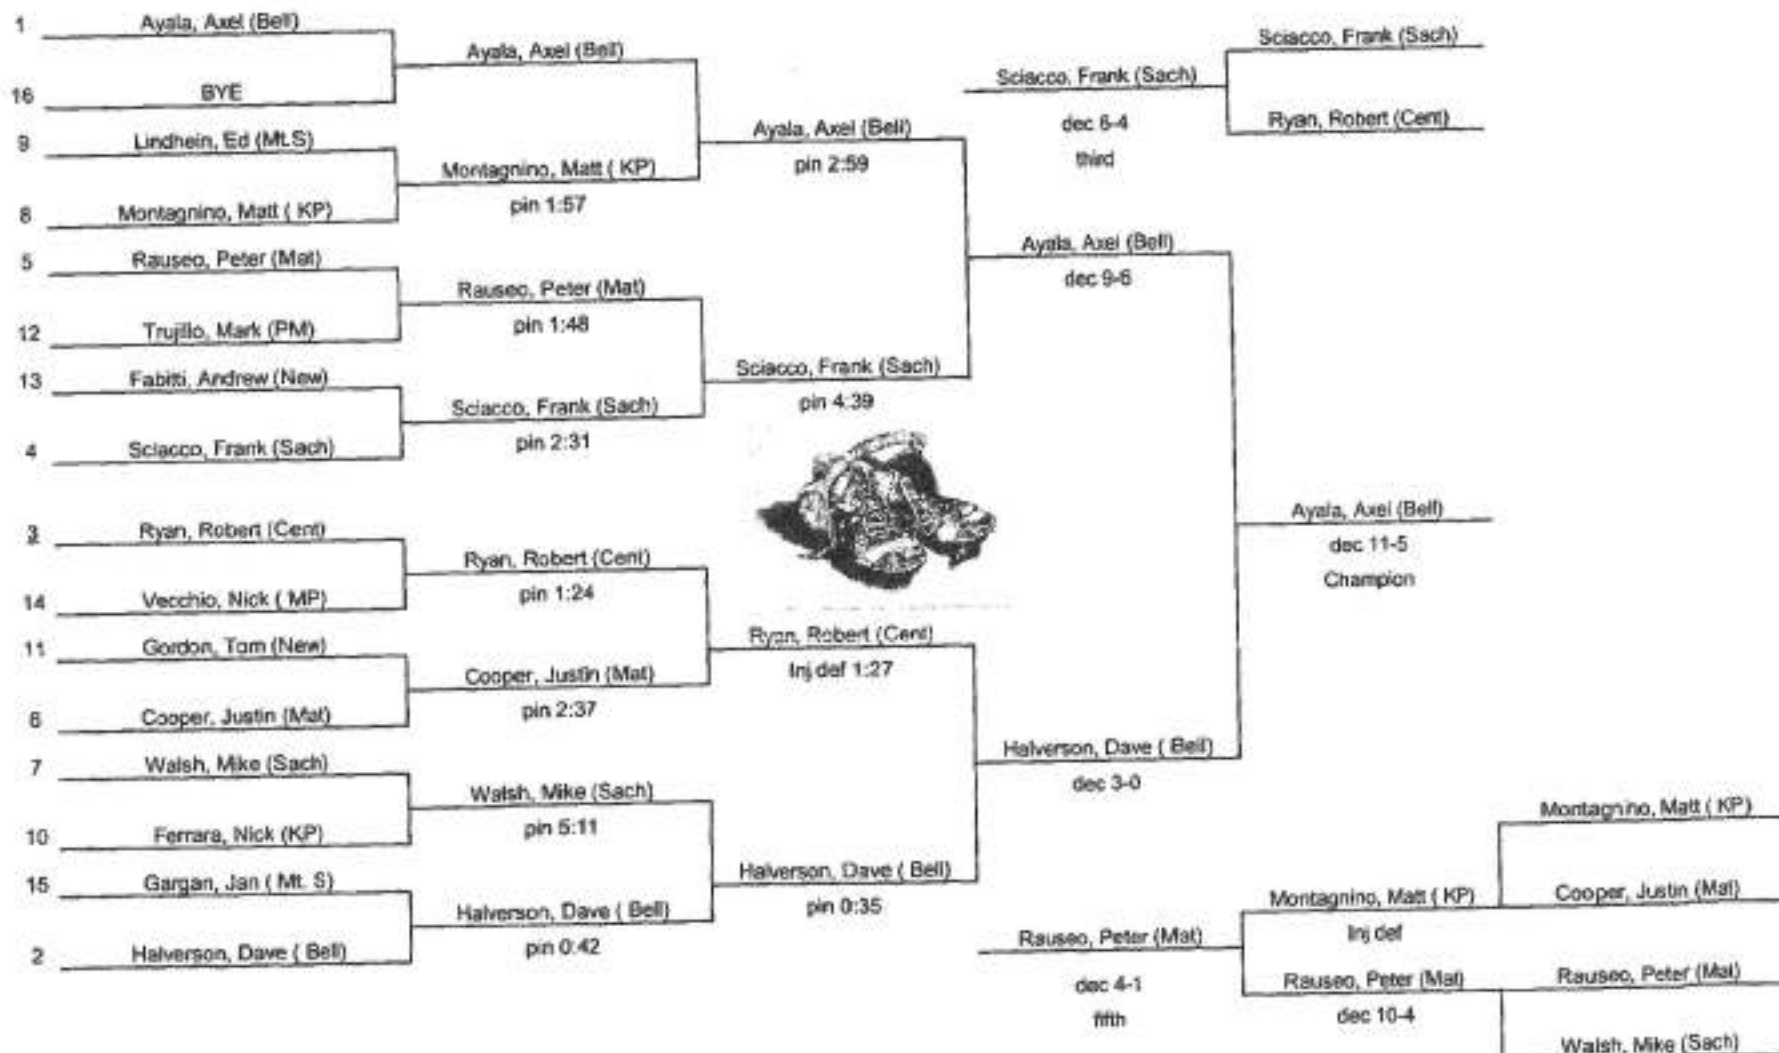 1 Ayala, Axel (Bell)
16 BYE
9 Lindhein, Ed (Mt.S)
8 Montagnino, Matt ( KP)
5 Rauseo, Peter (Mat)
12 Trujillo, Mark (PM)
13 Fabitti, Andrew (New)
4 Sciacco, Frank (Sach)
3 Ryan, Robert (Cent)
14 Vecchio, Nick ( MP)
11 Gordon, Tom (New)
6 Cooper, Justin (Mat)
7 Walsh, Mike (Sach)
10 Ferrara, Nick (KP)
15 Gargan, Jan ( Mt. S)
2 Halverson, Dave ( Bell)
Ayala, Axel (Bell)
Montagnino, Matt ( KP)
pin 1:57
Rauseo, Peter (Mat)
pin 1:48
Sciacco, Frank (Sach)
pin 2:31
Ryan, Robert (Cent)
pin 1:24
Cooper, Justin (Mat)
pin 2:37
Walsh, Mike (Sach)
pin 5:11
Halverson, Dave ( Bell)
pin 0:42
Ayala, Axel (Bell)
pin 2:59
Sciacco, Frank (Sach)
pin 4:39
Ryan, Robert (Cent)
Inj def 1:27
Halverson, Dave ( Bell)
pin 0:35
Ayala, Axel (Bell)
dec 9-6
Halverson, Dave ( Bell)
dec 3-0
Ayala, Axel (Bell)
dec 11-5
Champion
Sciacco, Frank (Sach)
Ryan, Robert (Cent)
Sciacco, Frank (Sach)
dec 6-4
third
Montagnino, Matt ( KP)
Cooper, Justin (Mat)
Montagnino, Matt ( KP)
Inj def
Rauseo, Peter (Mat)
Walsh, Mike (Sach)
Rauseo, Peter (Mat)
dec 10-4
Rauseo, Peter (Mat)
dec 4-1
fifth